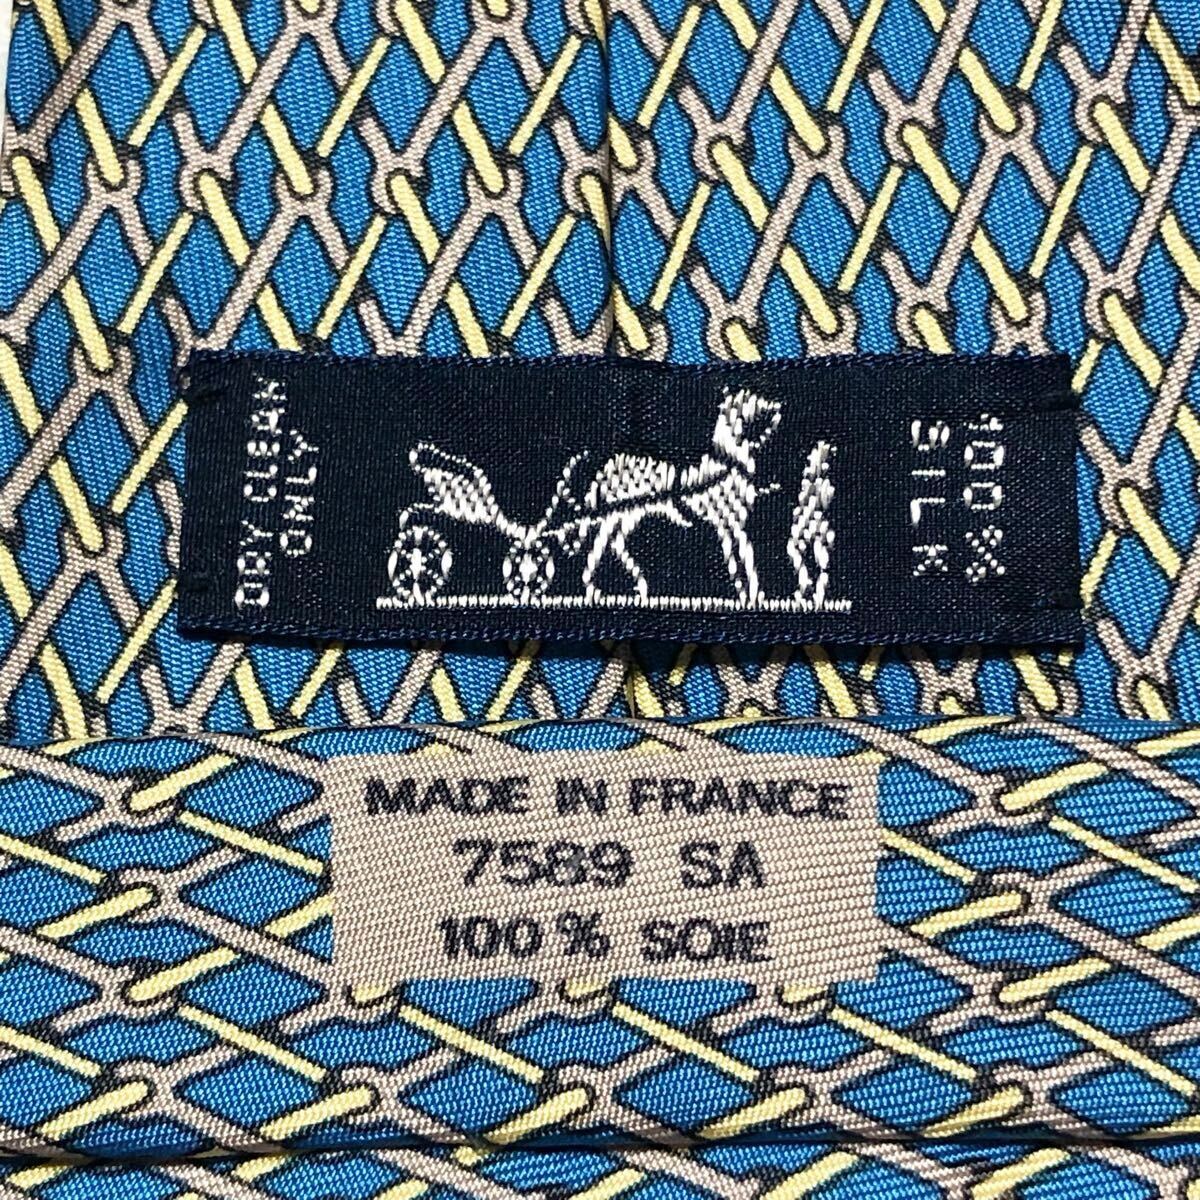 DRY CLEAN
ONLY
100%
SILK
MADE IN FRANCE
7589 SA
100% SOIE